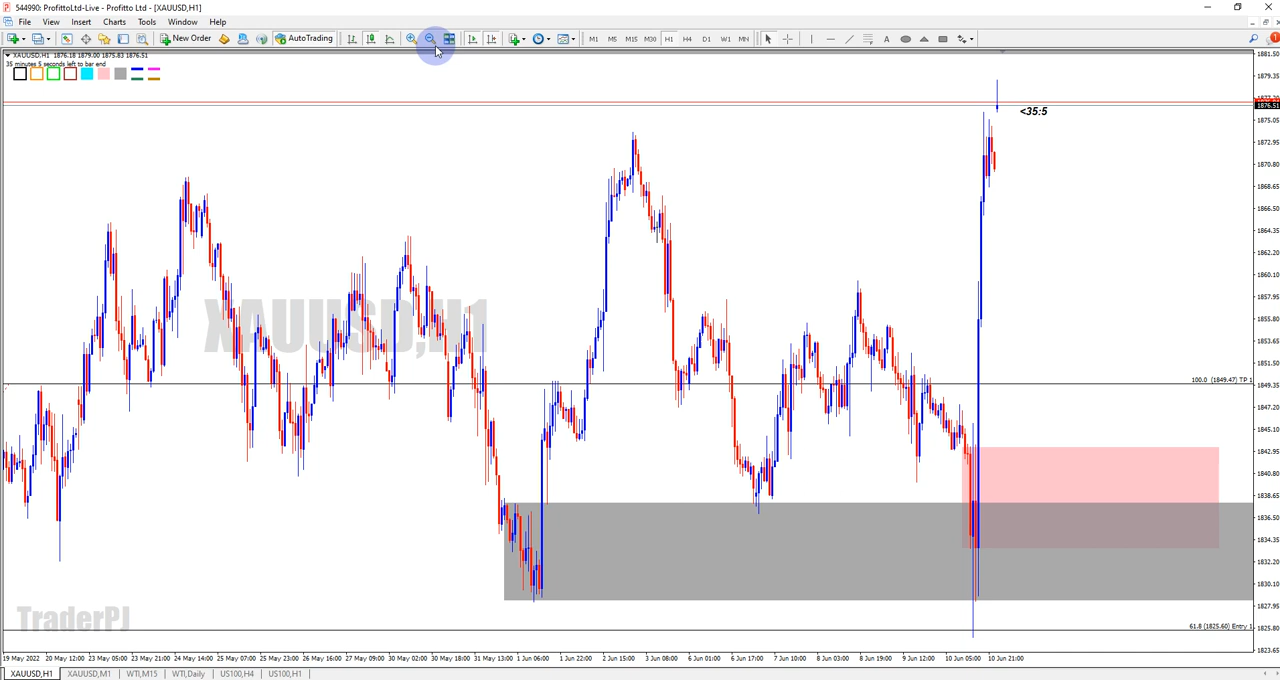 544990: ProfittoLtd-Live - Profitto Ltd - [XAUUSD,H1]
File View Insert Charts Tools Window Help
New Order AutoTrading M1 M5 M15 M30 H1 H4 D1 W1 MN
XAUUSD,H1 1876.18 1879.00 1875.83 1876.51
35 minutes 5 seconds left to bar end
<35:5
XAUUSD,H1
100.0 (1849.47) TP 1
61.8 (1825.60) Entry 1
TraderPJ
1881.50
1879.35
1876.51
1875.05
1872.95
1870.80
1868.65
1866.50
1864.35
1862.20
1860.10
1857.95
1855.80
1853.65
1851.50
1849.35
1847.20
1845.10
1842.95
1840.80
1838.65
1836.50
1834.35
1832.20
1830.10
1827.95
1825.80
1823.65
19 May 2022 20 May 12:00 23 May 05:00 23 May 21:00 24 May 14:00 25 May 07:00 25 May 23:00 26 May 16:00 27 May 09:00 30 May 02:00 30 May 18:00 31 May 13:00 1 Jun 06:00 1 Jun 22:00 2 Jun 15:00 3 Jun 08:00 6 Jun 01:00 6 Jun 17:00 7 Jun 10:00 8 Jun 03:00 8 Jun 19:00 9 Jun 12:00 10 Jun 05:00 10 Jun 21:00
XAUUSD,H1 XAUUSD,M1 WTI,M15 WTI,Daily US100,H4 US100,H1